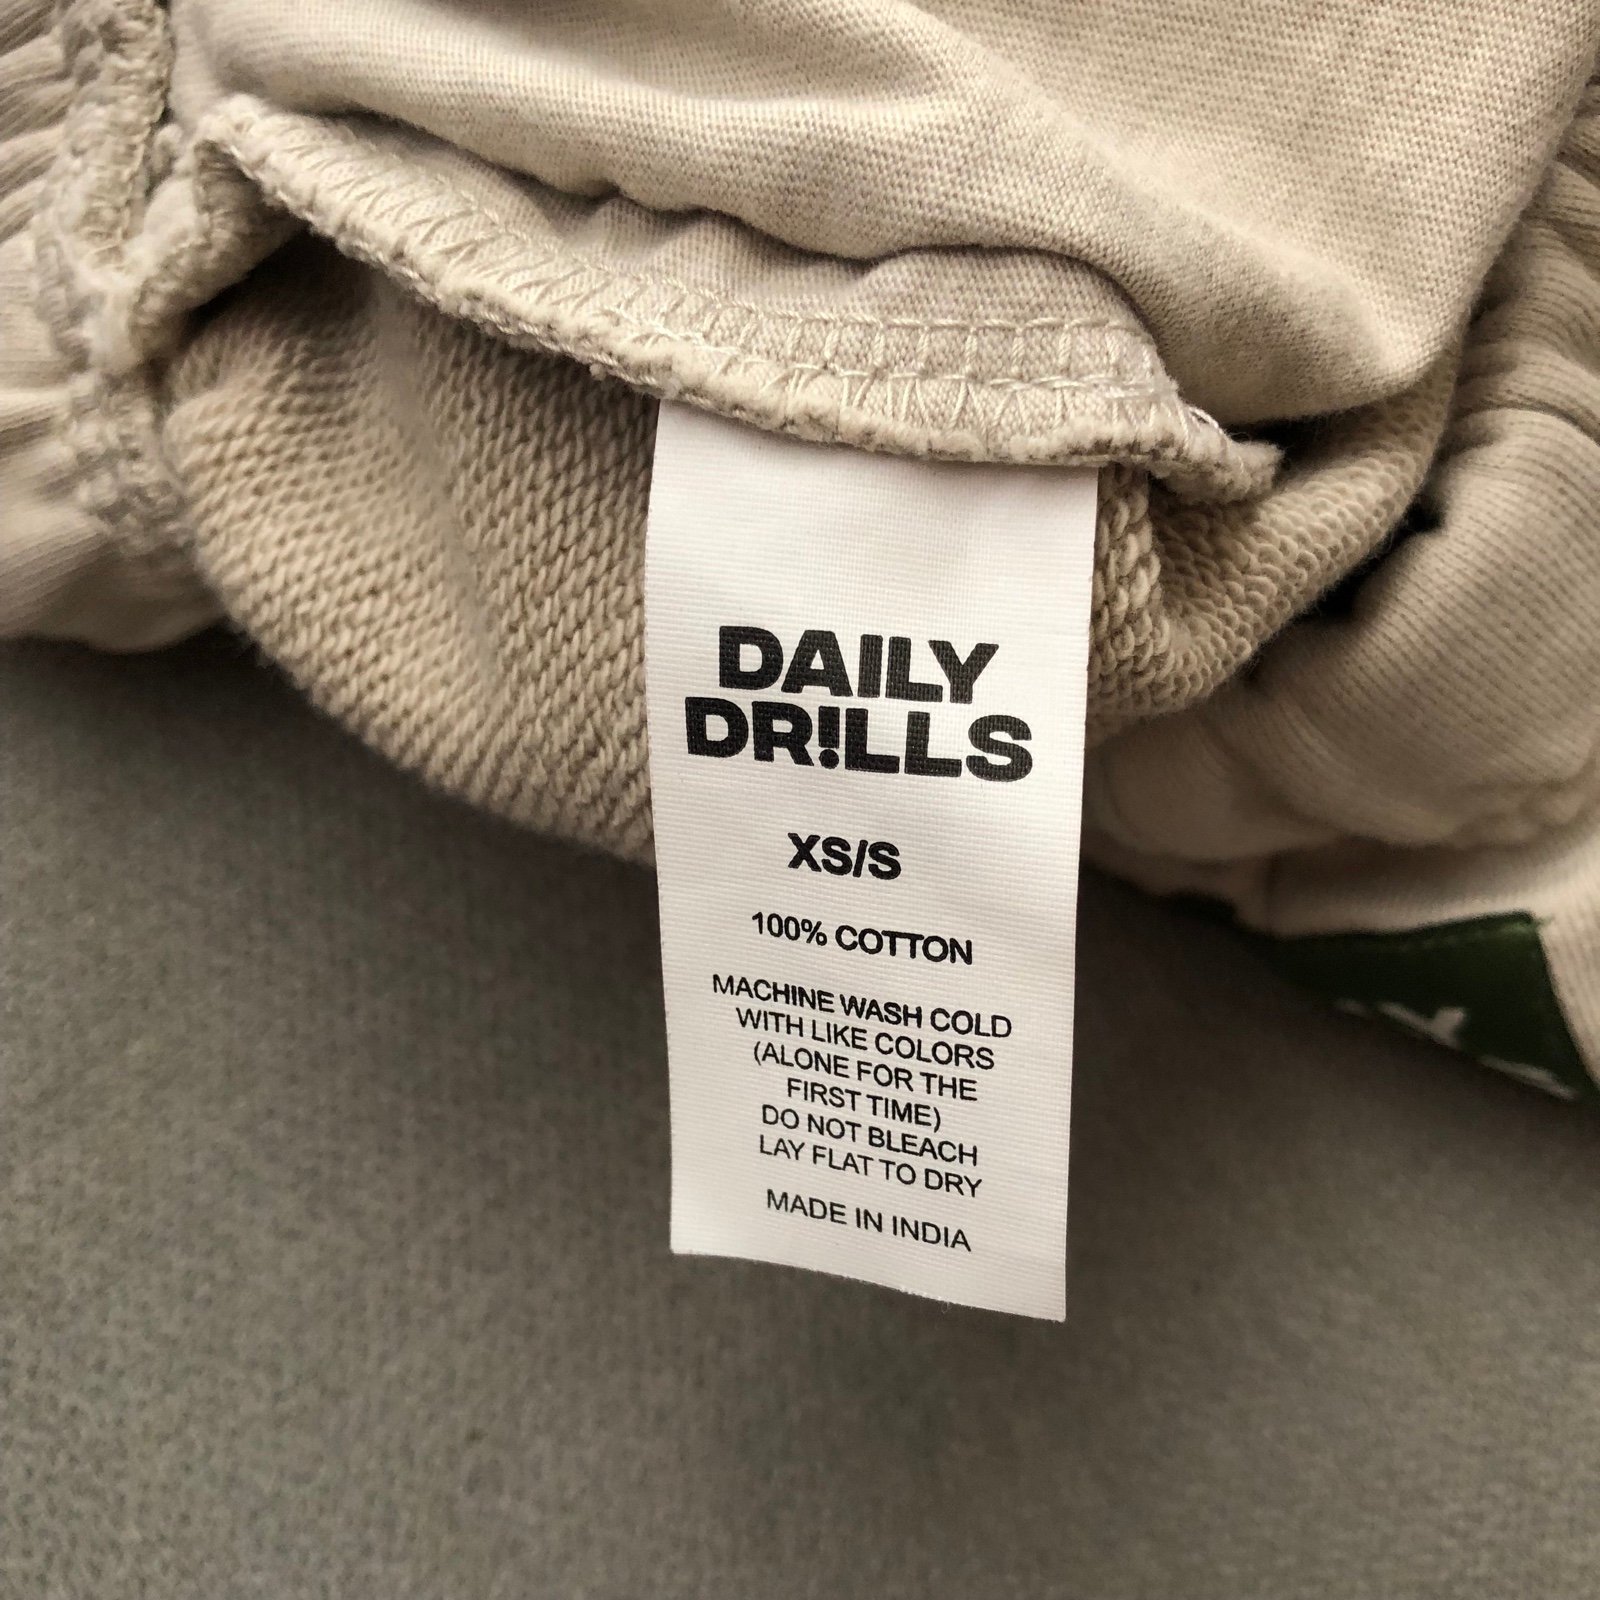 DAILY
DR!LLS
XS/S
100% COTTON
MACHINE WASH COLD
WITH LIKE COLORS
(ALONE FOR THE
FIRST TIME)
DO NOT BLEACH
LAY FLAT TO DRY
MADE IN INDIA